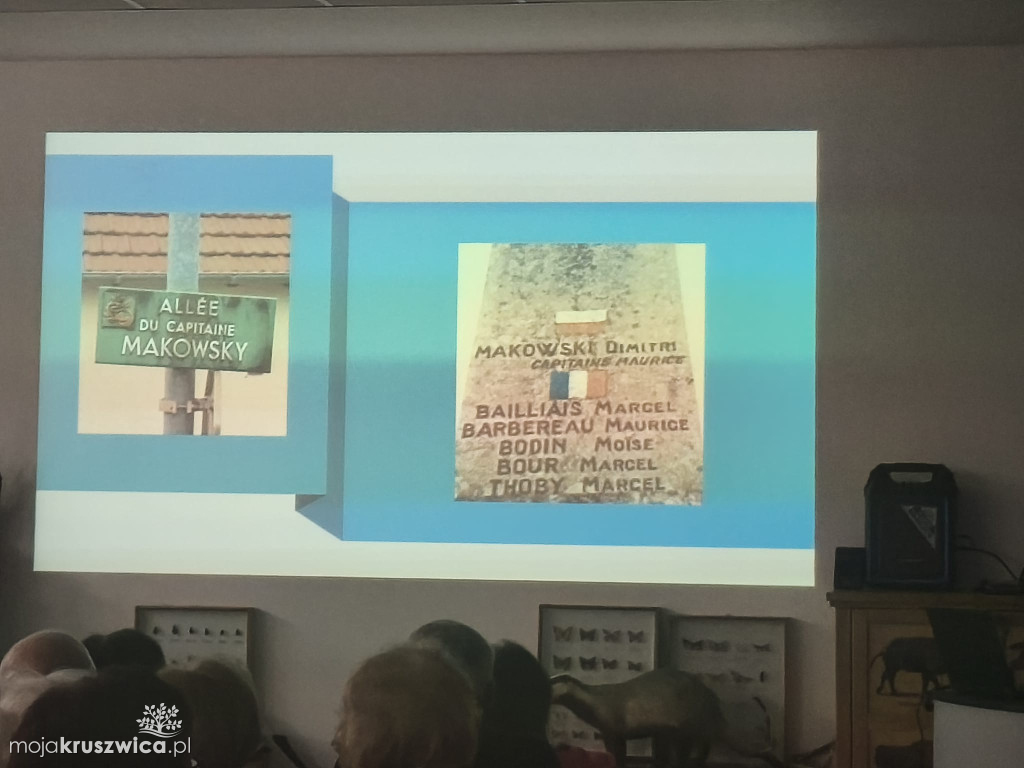 ALLÉE
DU CAPITAINE
MAKOWSKY
MAKOWSKI DIMITRI
CAPITAINE MAURICE
BAILLIAIS MARCEL
BARBEREAU MAURICE
BODIN MOÏSE
BOUR MARCEL
THOBY MARCEL
mojakruszwica.pl